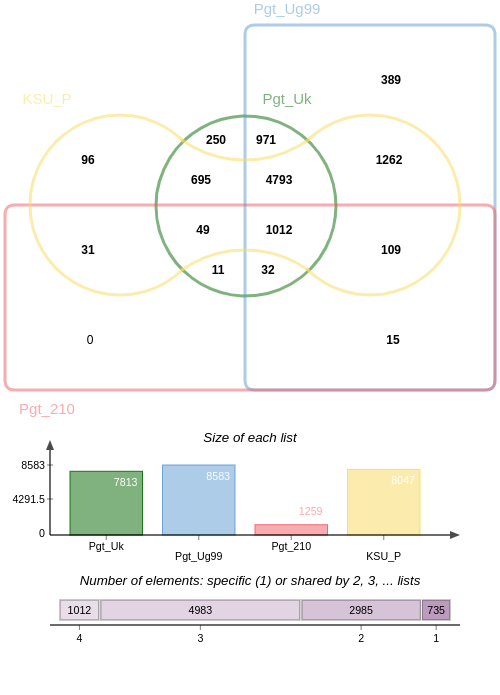 Pgt_Ug99
389
KSU_P
Pgt_Uk
250 971
96 1262
695 4793
49 1012
31 109
11 32
0 15
Pgt_210
Size of each list
8583
4291.5
0
7813
8583
1259
8047
Pgt_Uk
Pgt_Ug99
Pgt_210
KSU_P
Number of elements: specific (1) or shared by 2, 3, ... lists
1012 4983 2985 735
4 3 2 1